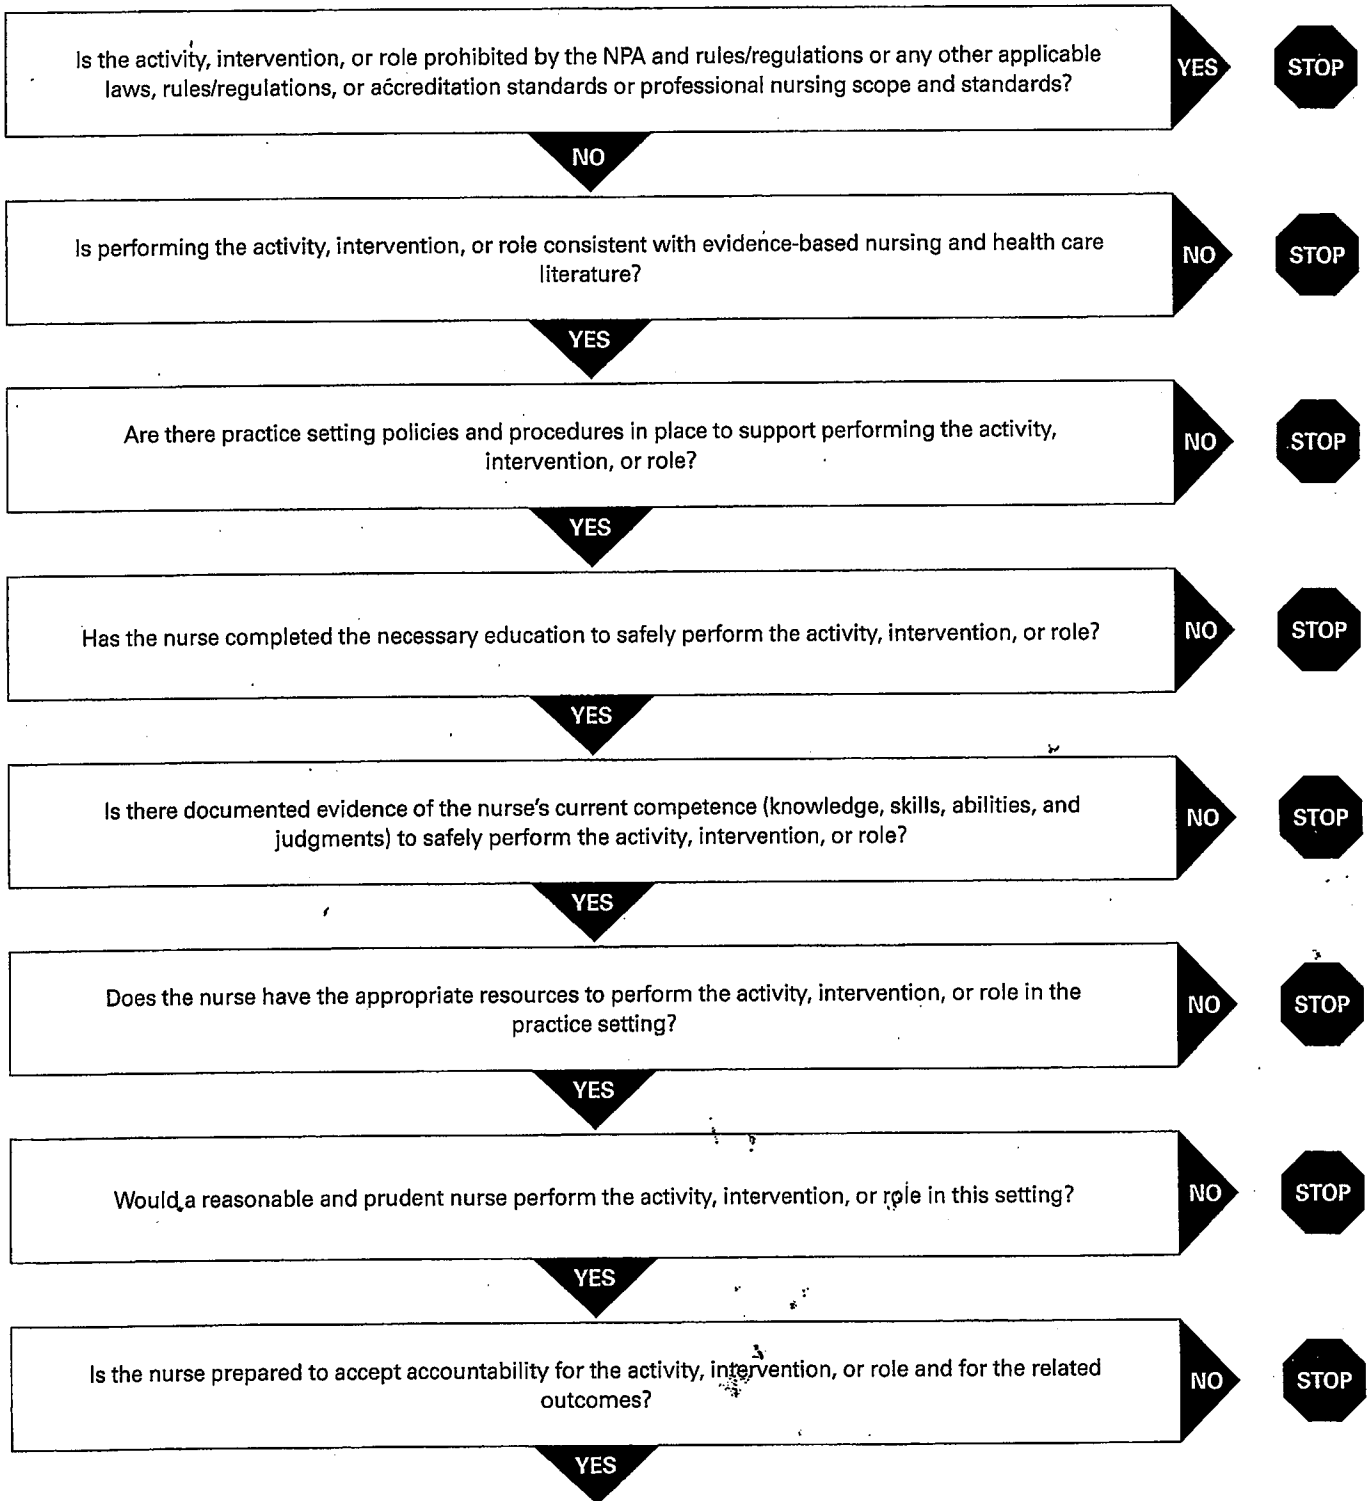 Is the activity, intervention, or role prohibited by the NPA and rules/regulations or any other applicable
laws, rules/regulations, or accreditation standards or professional nursing scope and standards?
YES
STOP
NO
Is performing the activity, intervention, or role consistent with evidence-based nursing and health care
literature?
NO
STOP
YES
Are there practice setting policies and procedures in place to support performing the activity,
intervention, or role?
NO
STOP
YES
Has the nurse completed the necessary education to safely perform the activity, intervention, or role?
NO
STOP
YES
Is there documented evidence of the nurse's current competence (knowledge, skills, abilities, and
judgments) to safely perform the activity, intervention, or role?
NO
STOP
YES
Does the nurse have the appropriate resources to perform the activity, intervention, or role in the
practice setting?
NO
STOP
YES
Would a reasonable and prudent nurse perform the activity, intervention, or role in this setting?
NO
STOP
YES
Is the nurse prepared to accept accountability for the activity, intervention, or role and for the related
outcomes?
NO
STOP
YES